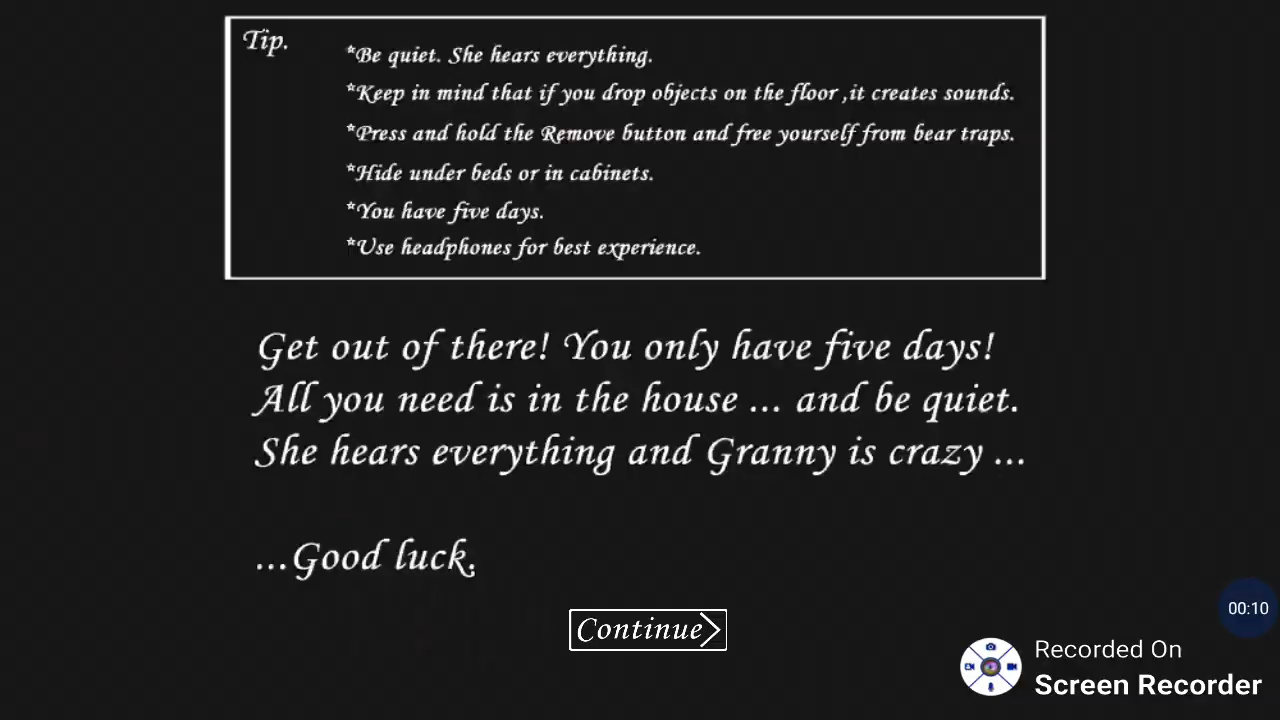 Tip.
*Be quiet. She hears everything.
*Keep in mind that if you drop objects on the floor ,it creates sounds.
*Press and hold the Remove button and free yourself from bear traps.
*Hide under beds or in cabinets.
*You have five days.
*Use headphones for best experience.
Get out of there! You only have five days!
All you need is in the house ... and be quiet.
She hears everything and Granny is crazy ...
...Good luck.
Continue
00:10
Recorded On
Screen Recorder